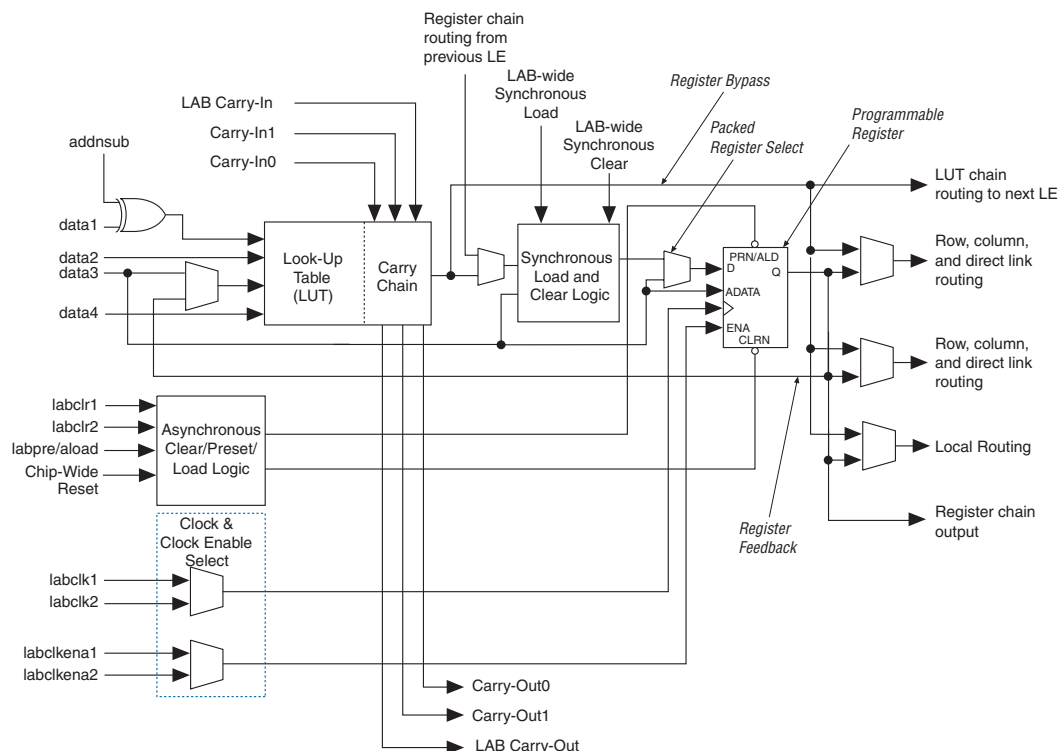 Register chain
routing from
previous LE
LAB-wide
Synchronous
Load
Register Bypass
Programmable
Register
LAB Carry-In
Packed
Register Select
LAB-wide
Synchronous
Clear
Carry-In1
addnsub
Carry-In0
LUT chain
routing to next LE
data1
data2
data3
data4
Look-Up
Table
(LUT)
Carry
Chain
Synchronous
Load and
Clear Logic
PRN/ALD
D
Q
ADATA
ENA
CLRN
Row, column,
and direct link
routing
Row, column,
and direct link
routing
labclr1
labclr2
labpre/aload
Chip-Wide
Reset
Asynchronous
Clear/Preset/
Load Logic
Local Routing
Register
Feedback
Register chain
output
Clock &
Clock Enable
Select
labclk1
labclk2
labclkena1
labclkena2
Carry-Out0
Carry-Out1
LAB Carry-Out